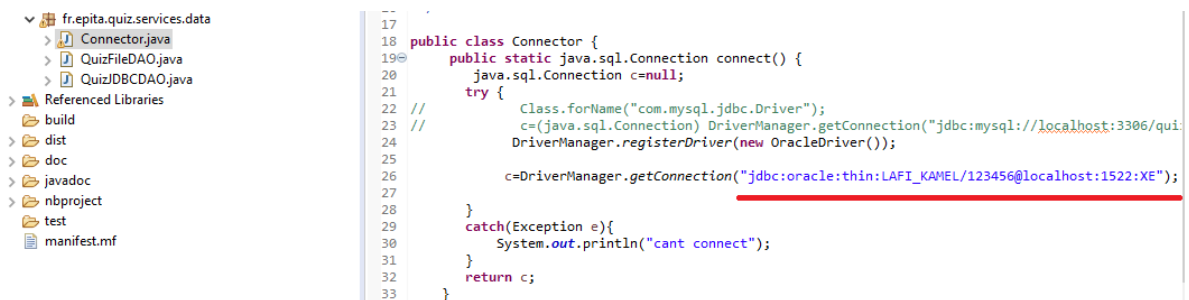 fr.epita.quiz.services.data
Connector.java
QuizFileDAO.java
QuizJDBCDAO.java
Referenced Libraries
build
dist
doc
javadoc
nbproject
test
manifest.mf
17
18 public class Connector {
19 public static java.sql.Connection connect() {
20 java.sql.Connection c=null;
21 try {
22 // Class.forName("com.mysql.jdbc.Driver");
23 // c=(java.sql.Connection) DriverManager.getConnection("jdbc:mysql://localhost:3306/qui
24 DriverManager.registerDriver(new OracleDriver());
25
26 c=DriverManager.getConnection("jdbc:oracle:thin:LAFI_KAMEL/123456@localhost:1522:XE");
27
28 }
29 catch(Exception e){
30 System.out.println("cant connect");
31 }
32 return c;
33 }